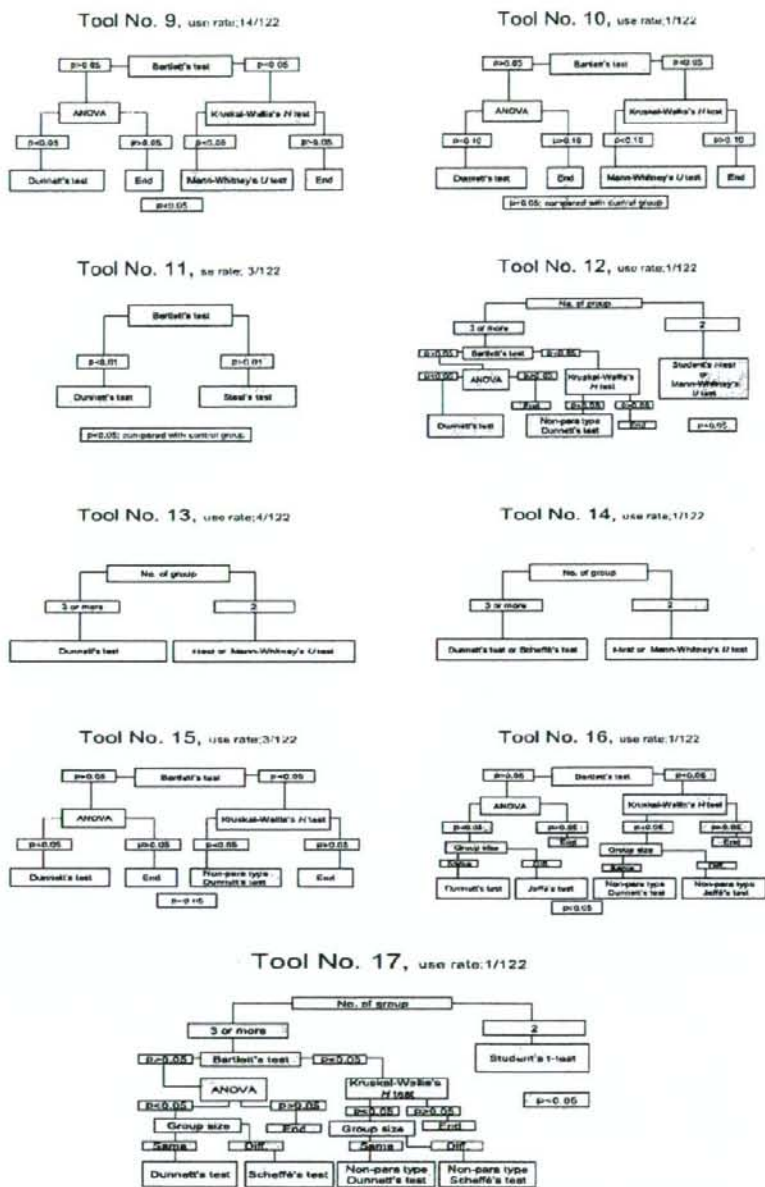 Tool No. 9, use rate;14/122
p>0.05 Bartlett's test p<0.05
ANOVA Kruskal-Wallis's H test
p<0.05 p>0.05 p<0.05 p>0.05
Dunnett's test End Mann-Whitney's U test End
p<0.05
Tool No. 10, use rate;1/122
p>0.05 Bartlett's test p<0.05
ANOVA Kruskal-Wallis's H test
p<0.10 p>0.10 p<0.10 p>0.10
Dunnett's test End Mann-Whitney's U test End
p<0.05; compared with control group
Tool No. 11, se rate; 3/122
Bartlett's test
p<0.01 p>0.01
Dunnett's test Steel's test
p<0.05; compared with control group
Tool No. 12, use rate;1/122
No. of group
3 or more 2
Bartlett's test
ANOVA Kruskal-Wallis's
H test
Student's t-test
or
Mann-Whitney's
U test
End
Dunnett's test Non-para type
Dunnett's test
End
p<0.05
Tool No. 13, use rate;4/122
No. of group
3 or more 2
Dunnett's test t-test or Mann-Whitney's U test
Tool No. 14, use rate;1/122
No. of group
3 or more 2
Dunnett's test or Scheffé's test t-test or Mann-Whitney's U test
Tool No. 15, use rate;3/122
p>0.05 Bartlett's test p<0.05
ANOVA Kruskal-Wallis's H test
p<0.05 p>0.05 p<0.05 p>0.05
Dunnett's test End Non-para type
Dunnett's test End
p<0.05
Tool No. 16, use rate;1/122
p>0.05 Bartlett's test p<0.05
ANOVA Kruskal-Wallis's H test
p<0.05 p>0.05 p<0.05 p>0.05
End End
Group size Group size
Same Diff. Same Diff.
Dunnett's test Jeffé's test Non-para type
Dunnett's test Non-para type
Jeffé's test
p<0.05
Tool No. 17, use rate;1/122
No. of group
3 or more 2
p>0.05 Bartlett's test p<0.05 Student's t-test
ANOVA Kruskal-Wallis's
H test
p<0.05
p<0.05 p>0.05 p<0.05 p>0.05
Group size End Group size End
Same Diff. Same Diff.
Dunnett's test Scheffé's test Non-para type
Dunnett's test Non-para type
Scheffé's test